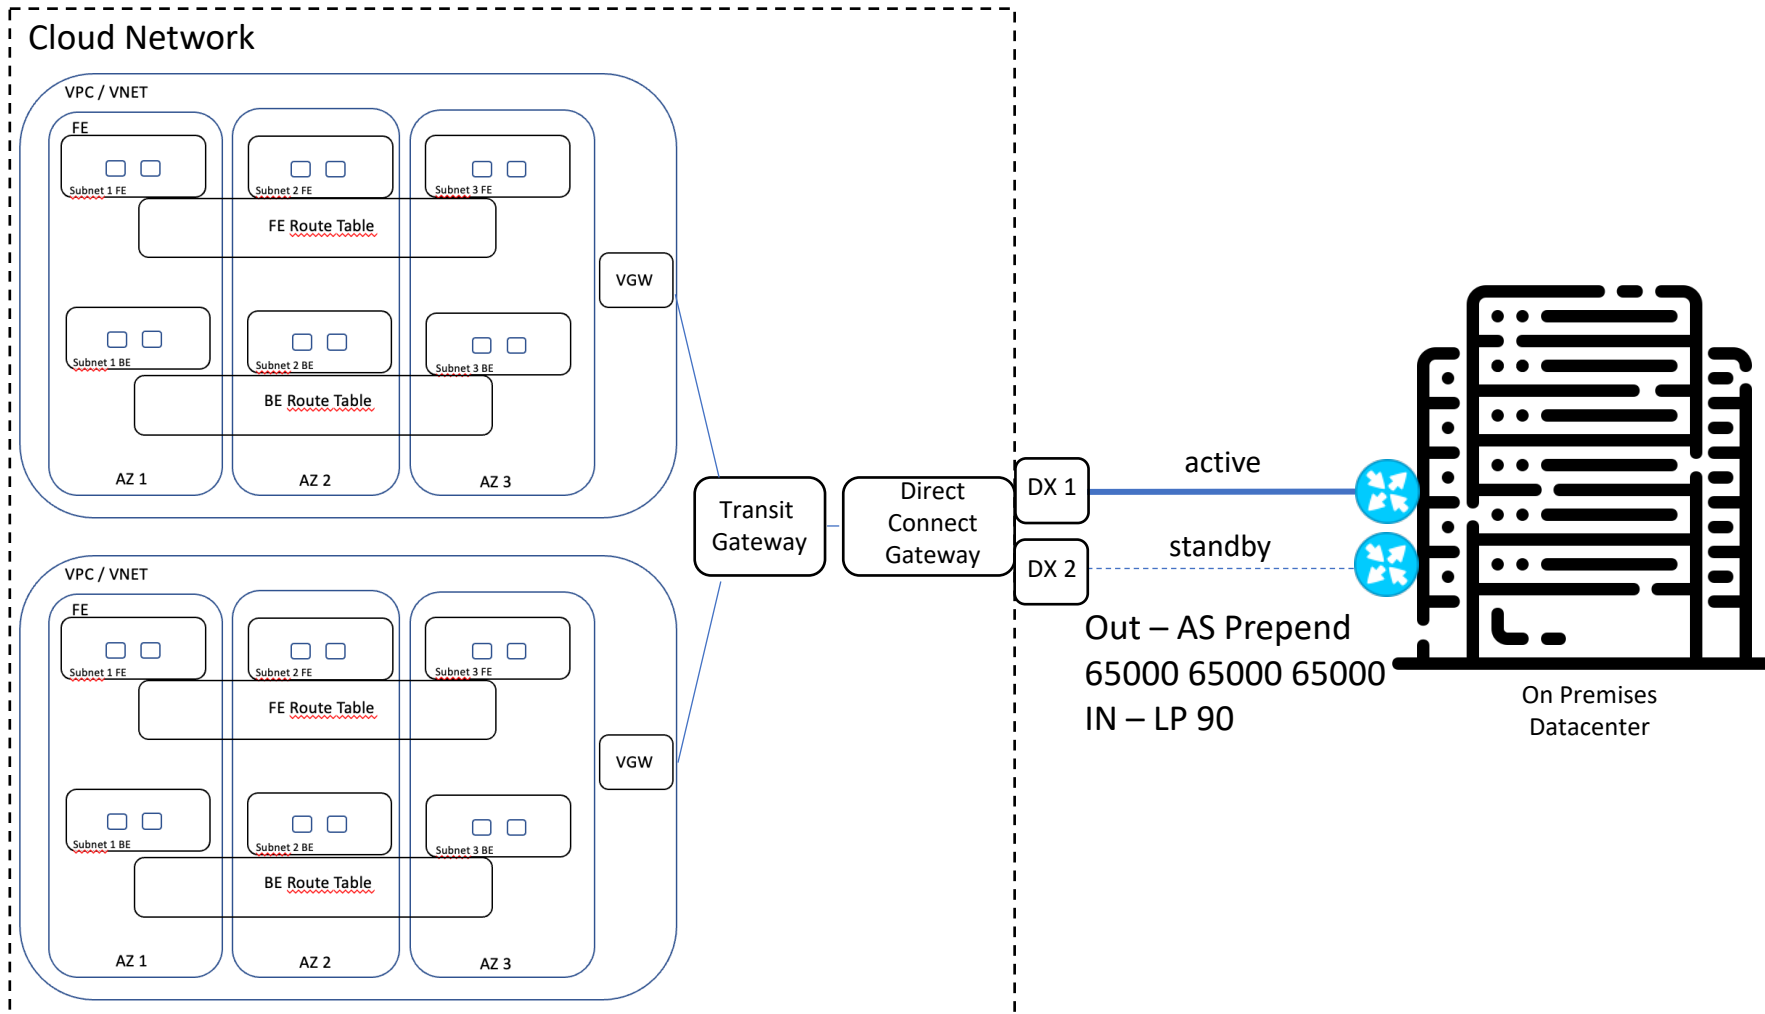 Cloud Network
VPC / VNET
FE
Subnet 1 FE
Subnet 2 FE
Subnet 3 FE
FE Route Table
VGW
Subnet 1 BE
Subnet 2 BE
Subnet 3 BE
BE Route Table
AZ 1
AZ 2
AZ 3
VPC / VNET
FE
Subnet 1 FE
Subnet 2 FE
Subnet 3 FE
FE Route Table
VGW
Subnet 1 BE
Subnet 2 BE
Subnet 3 BE
BE Route Table
AZ 1
AZ 2
AZ 3
Transit
Gateway
Direct
Connect
Gateway
DX 1
DX 2
active
standby
Out – AS Prepend
65000 65000 65000
IN – LP 90
On Premises
Datacenter